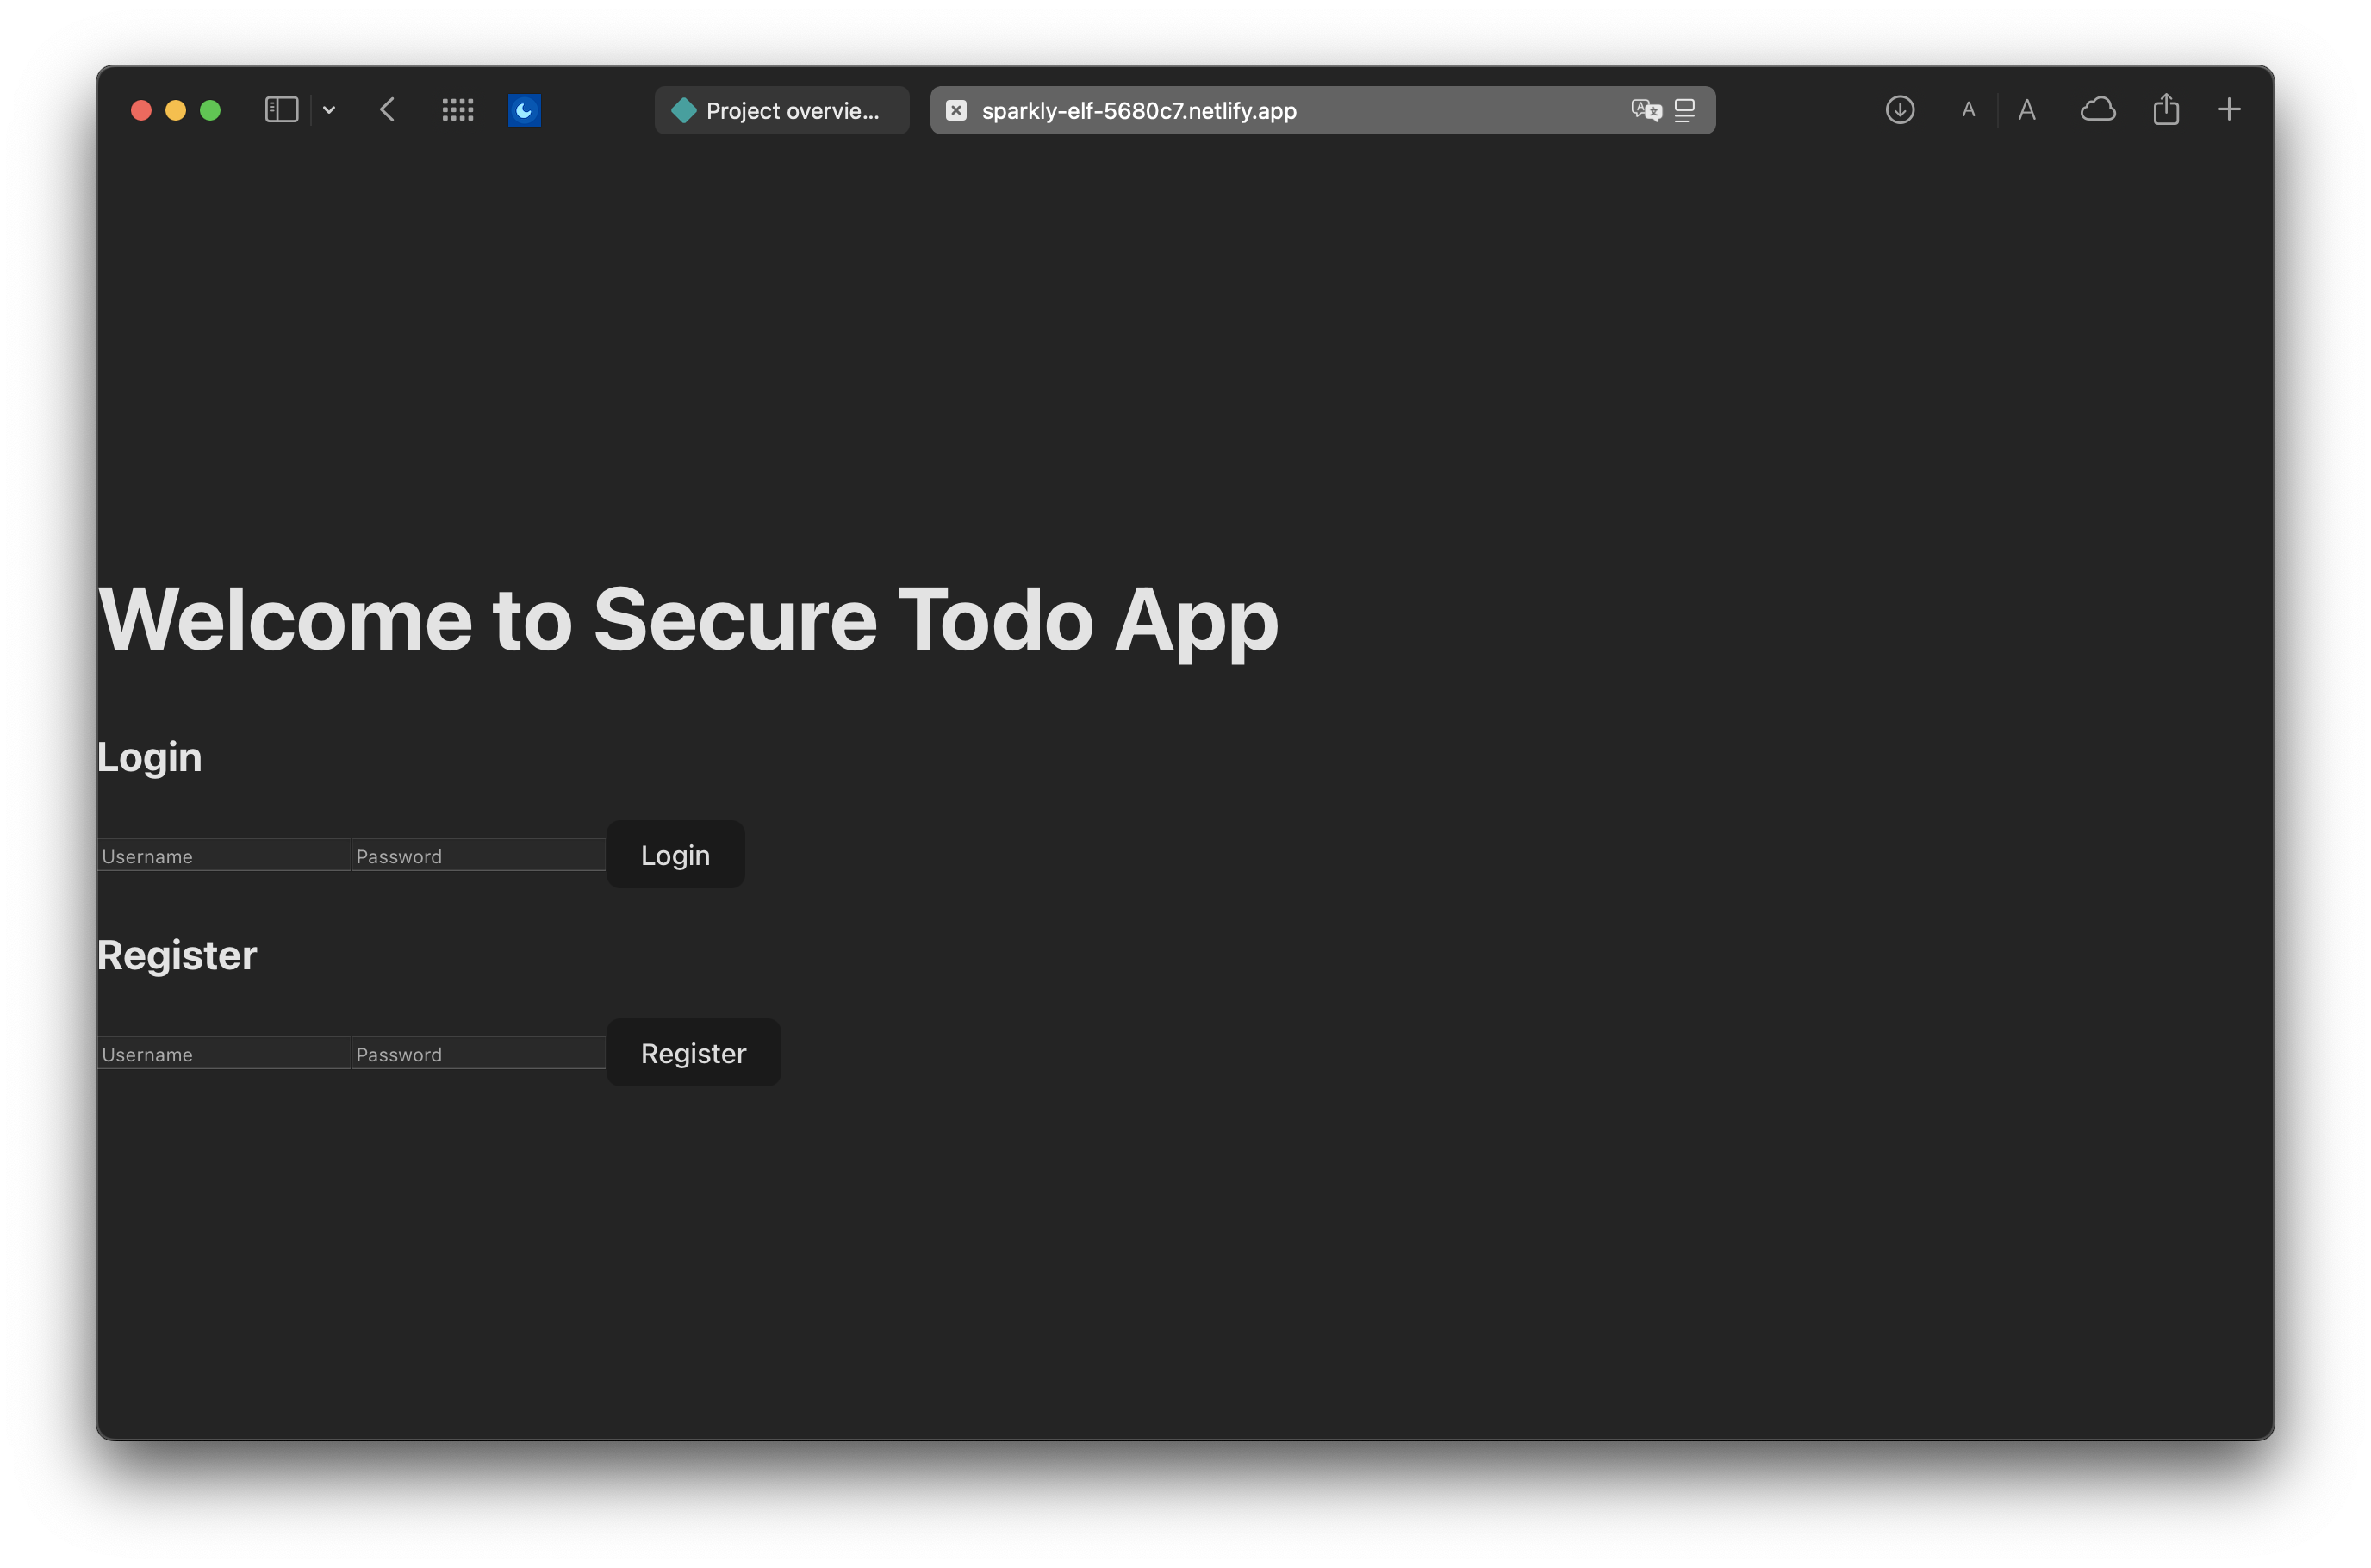 Project overvie...
sparkly-elf-5680c7.netlify.app
A A
Welcome to Secure Todo App
Login
Username Password Login
Register
Username Password Register